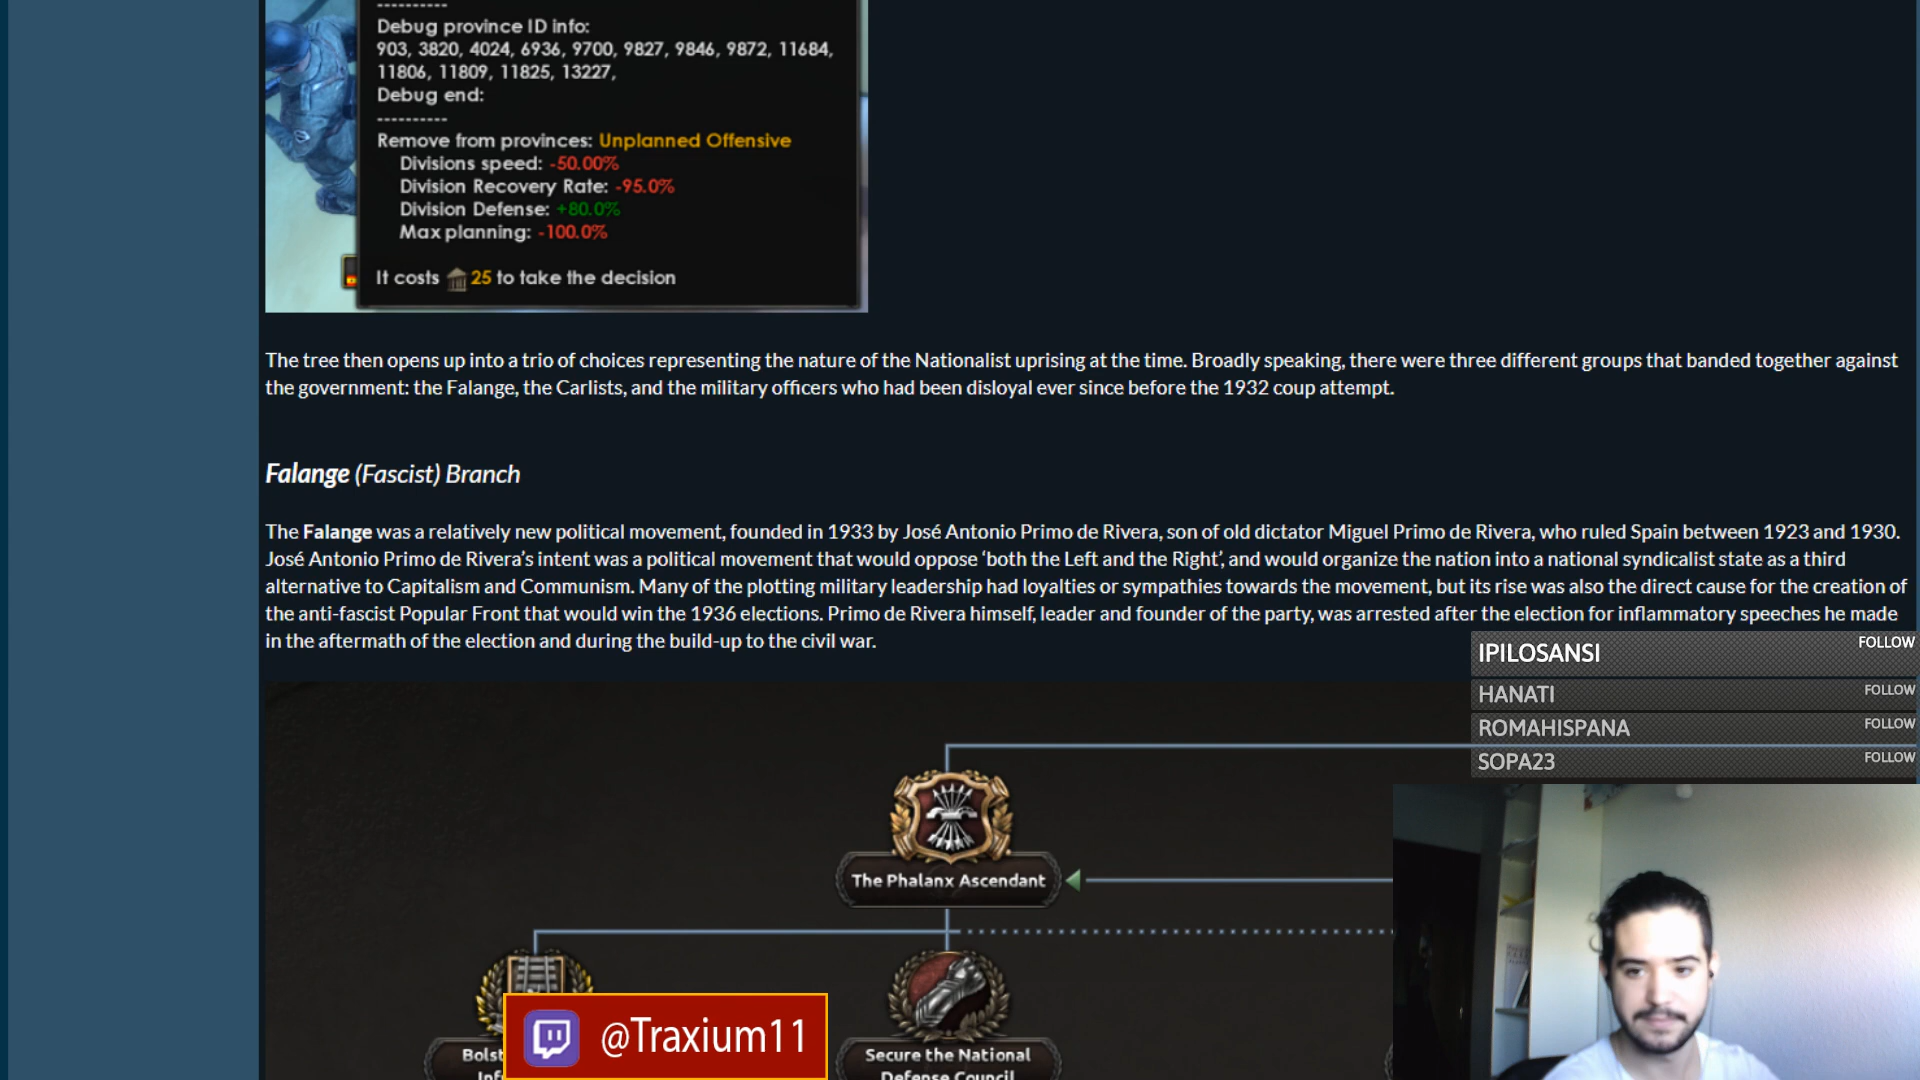 ----------
Debug province ID info:
903, 3820, 4024, 6936, 9700, 9827, 9846, 9872, 11684,
11806, 11809, 11825, 13227,
Debug end:
----------
Remove from provinces: Unplanned Offensive
Divisions speed: -50.00%
Division Recovery Rate: -95.0%
Division Defense: +80.0%
Max planning: -100.0%
It costs 25 to take the decision
The tree then opens up into a trio of choices representing the nature of the Nationalist uprising at the time. Broadly speaking, there were three different groups that banded together against
the government: the Falange, the Carlists, and the military officers who had been disloyal ever since before the 1932 coup attempt.
Falange (Fascist) Branch
The Falange was a relatively new political movement, founded in 1933 by José Antonio Primo de Rivera, son of old dictator Miguel Primo de Rivera, who ruled Spain between 1923 and 1930.
José Antonio Primo de Rivera’s intent was a political movement that would oppose ‘both the Left and the Right’, and would organize the nation into a national syndicalist state as a third
alternative to Capitalism and Communism. Many of the plotting military leadership had loyalties or sympathies towards the movement, but its rise was also the direct cause for the creation of
the anti-fascist Popular Front that would win the 1936 elections. Primo de Rivera himself, leader and founder of the party, was arrested after the election for inflammatory speeches he made
in the aftermath of the election and during the build-up to the civil war.
IPILOSANSI FOLLOW
HANATI FOLLOW
ROMAHISPANA FOLLOW
SOPA23 FOLLOW
The Phalanx Ascendant
Bolst
@Traxium11
Secure the National
Defense Council